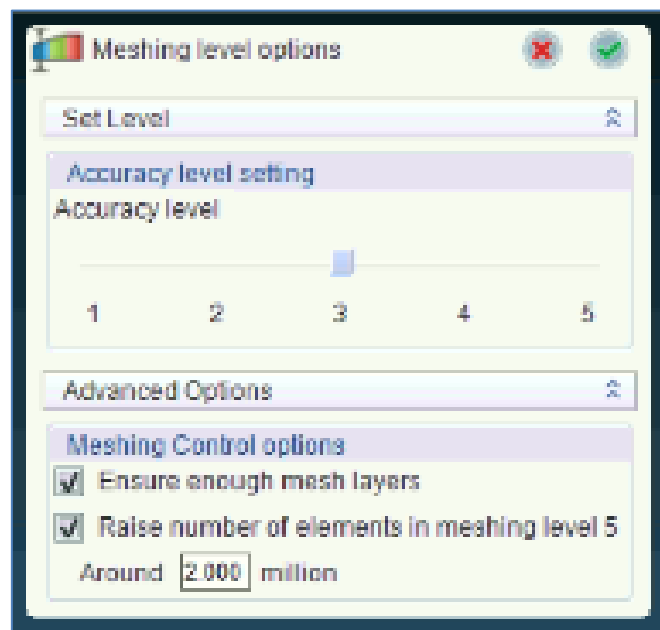 Meshing level options
Set Level
Accuracy level setting
Accuracy level
1 2 3 4 5
Advanced Options
Meshing Control options
Ensure enough mesh layers
Raise number of elements in meshing level 5
Around 2.000 million